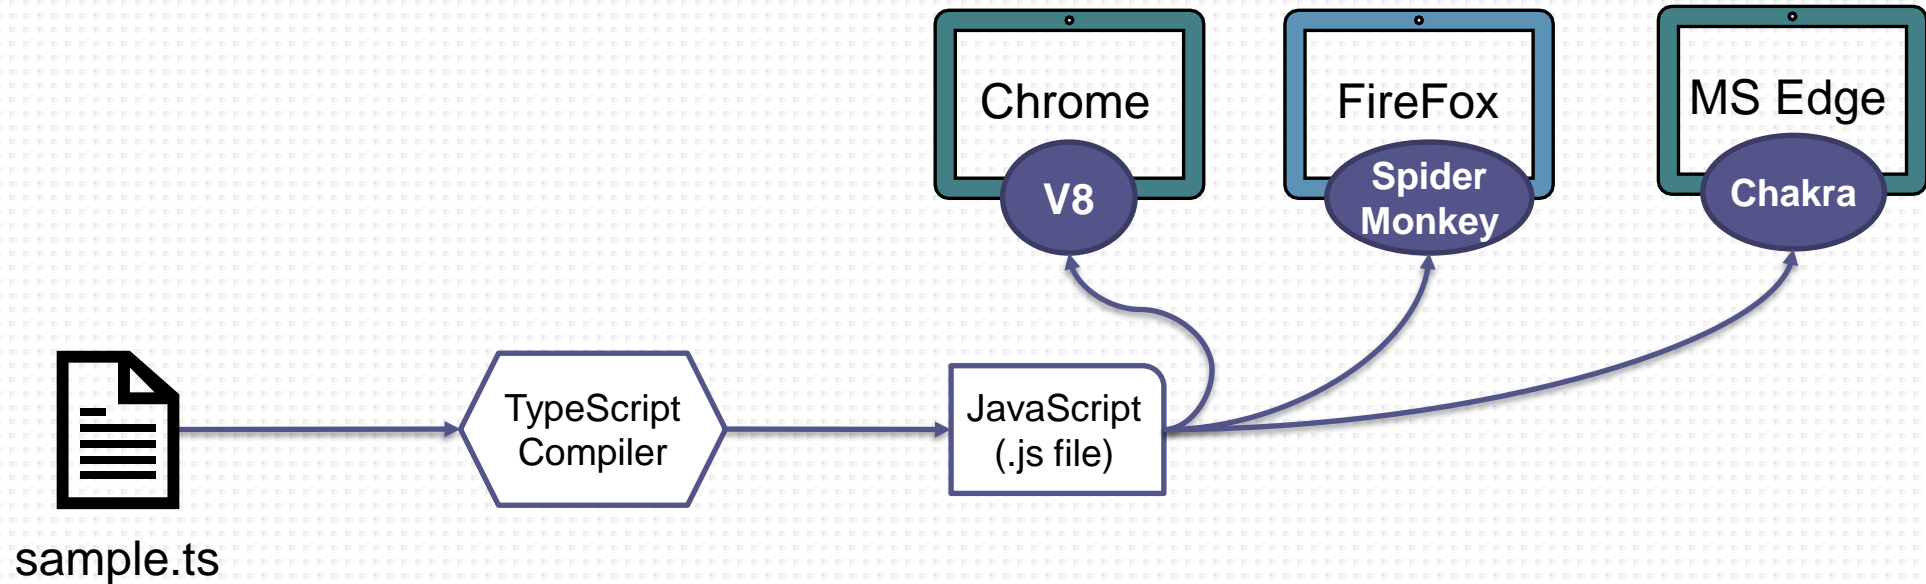 Chrome
V8
FireFox
Spider
Monkey
MS Edge
Chakra
sample.ts
TypeScript
Compiler
JavaScript
(.js file)